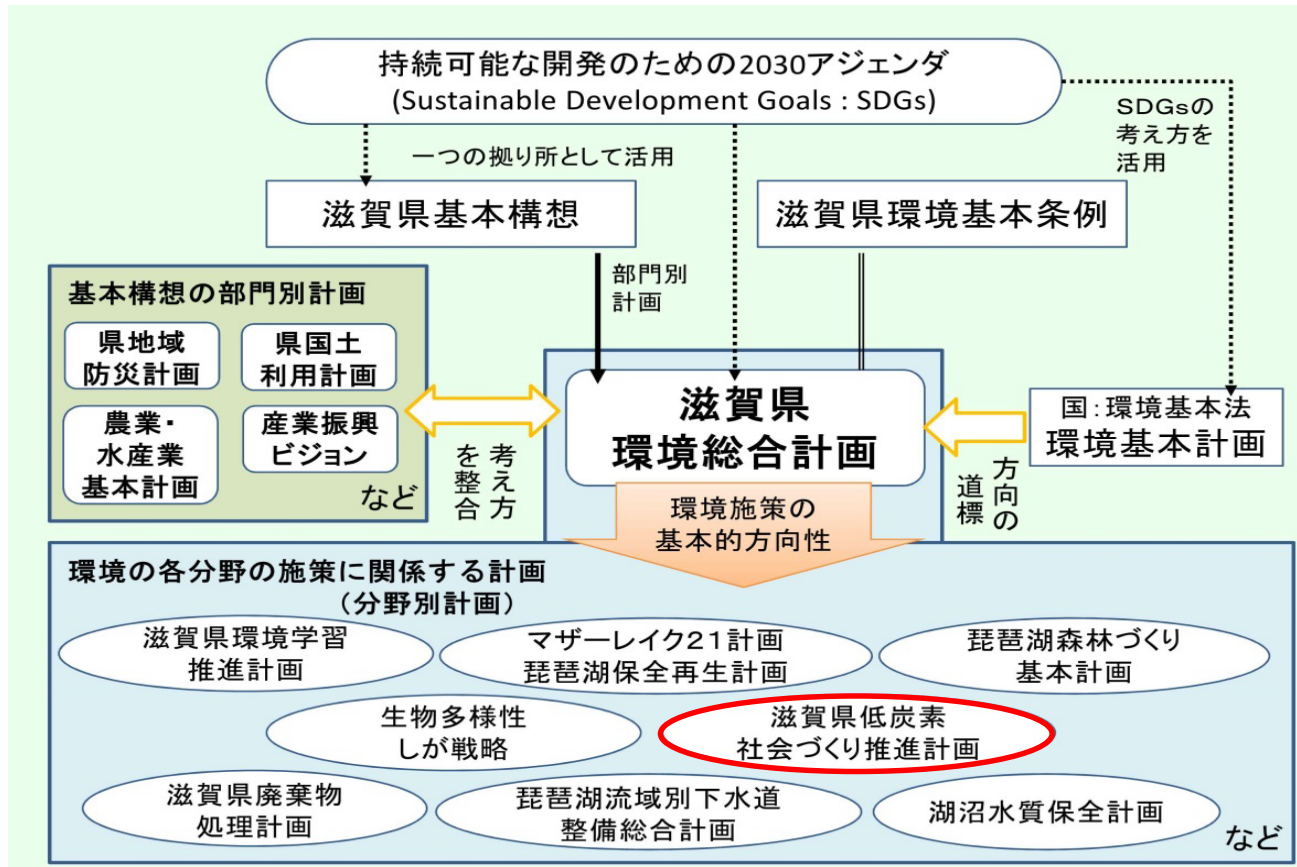 持続可能な開発のための2030アジェンダ
(Sustainable Development Goals : SDGs)
SDGsの
考え方を
活用
一つの拠り所として活用
滋賀県基本構想
滋賀県環境基本条例
部門別
計画
基本構想の部門別計画
県地域
防災計画
県国土
利用計画
農業・
水産業
基本計画
産業振興
ビジョン
など
考え方
を整合
滋賀県
環境総合計画
国:環境基本法
環境基本計画
方向の
道標
環境施策の
基本的方向性
環境の各分野の施策に関係する計画
(分野別計画)
滋賀県環境学習
推進計画
マザーレイク21計画
琵琶湖保全再生計画
琵琶湖森林づくり
基本計画
生物多様性
しが戦略
滋賀県低炭素
社会づくり推進計画
滋賀県廃棄物
処理計画
琵琶湖流域別下水道
整備総合計画
湖沼水質保全計画
など